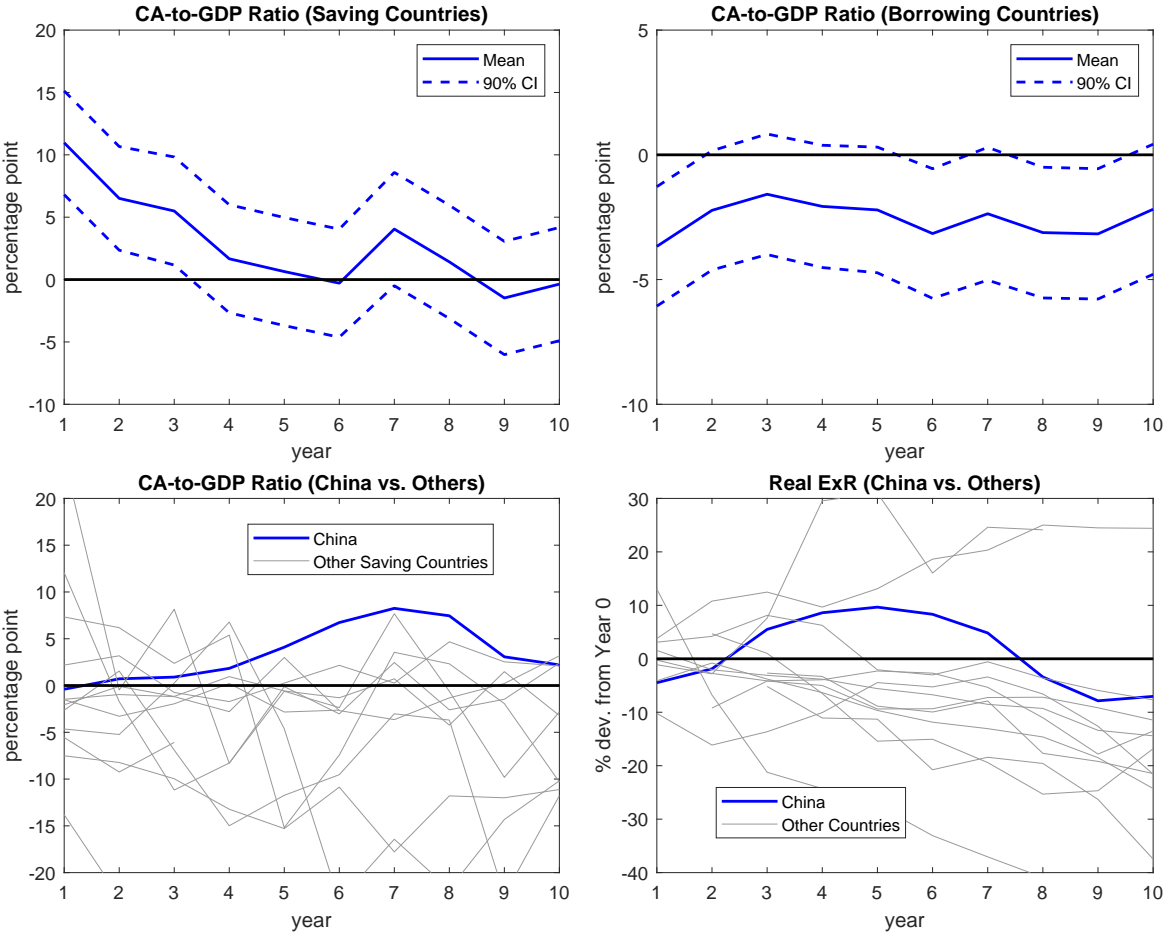 CA-to-GDP Ratio (Saving Countries)
20
15
10
5
0
-5
-10
percentage point
Mean
90% CI
1 2 3 4 5 6 7 8 9 10
year
CA-to-GDP Ratio (Borrowing Countries)
5
0
-5
-10
percentage point
Mean
90% CI
1 2 3 4 5 6 7 8 9 10
year
CA-to-GDP Ratio (China vs. Others)
20
15
10
5
0
-5
-10
-15
-20
percentage point
China
Other Saving Countries
1 2 3 4 5 6 7 8 9 10
year
Real ExR (China vs. Others)
30
20
10
0
-10
-20
-30
-40
% dev. from Year 0
China
Other Countries
1 2 3 4 5 6 7 8 9 10
year